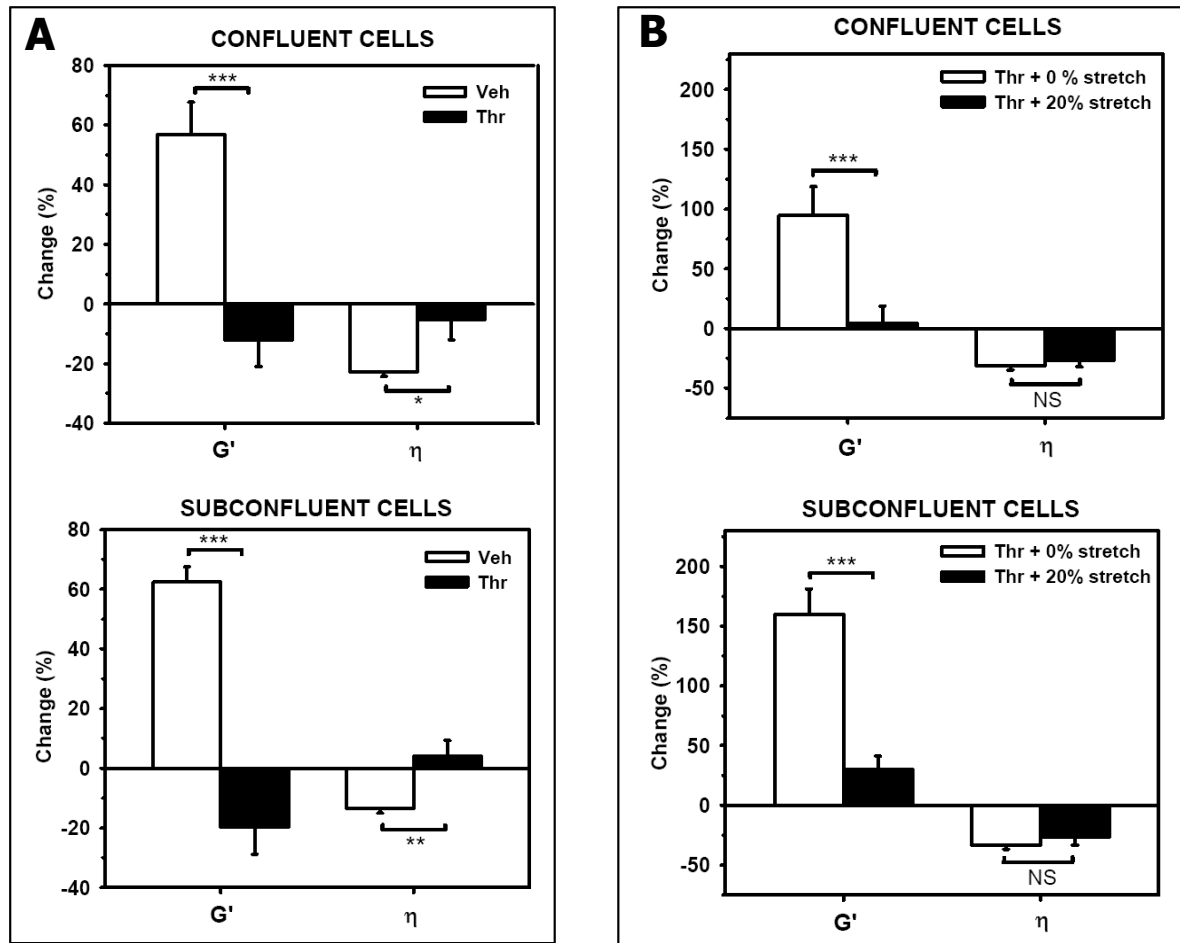 A
CONFLUENT CELLS
80
60
40
20
0
-20
-40
Change (%)
***
Veh
Thr
*
G'
η
SUBCONFLUENT CELLS
80
60
40
20
0
-20
-40
Change (%)
***
Veh
Thr
**
G'
η
B
CONFLUENT CELLS
200
150
100
50
0
-50
Change (%)
Thr + 0 % stretch
Thr + 20% stretch
***
NS
G'
η
SUBCONFLUENT CELLS
200
150
100
50
0
-50
Change (%)
Thr + 0% stretch
Thr + 20% stretch
***
NS
G'
η